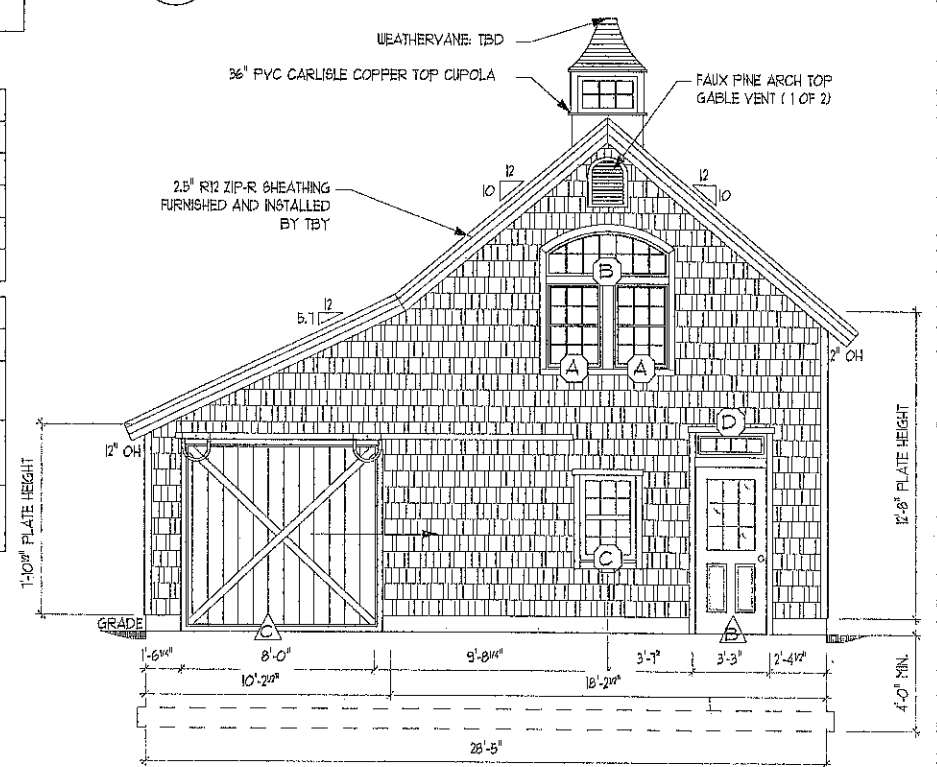 WEATHERVANE: TBD
36" PVC CARLISLE COPPER TOP CUPOLA
FAUX PINE ARCH TOP
GABLE VENT ( 1 OF 2)
12
10
12
10
2.5" R12 ZIP-R SHEATHING
FURNISHED AND INSTALLED
BY TBY
B
12
5.7
A
A
2" OH
D
12" OH
7'-10 1/2" PLATE HEIGHT
12'-8" PLATE HEIGHT
C
GRADE
C
B
1'-6 1/4"
8'-0"
9'-8 1/4"
3'-7"
3'-3"
2'-4 1/2"
10'-2 1/2"
18'-2 1/2"
4'-0" MIN.
28'-5"